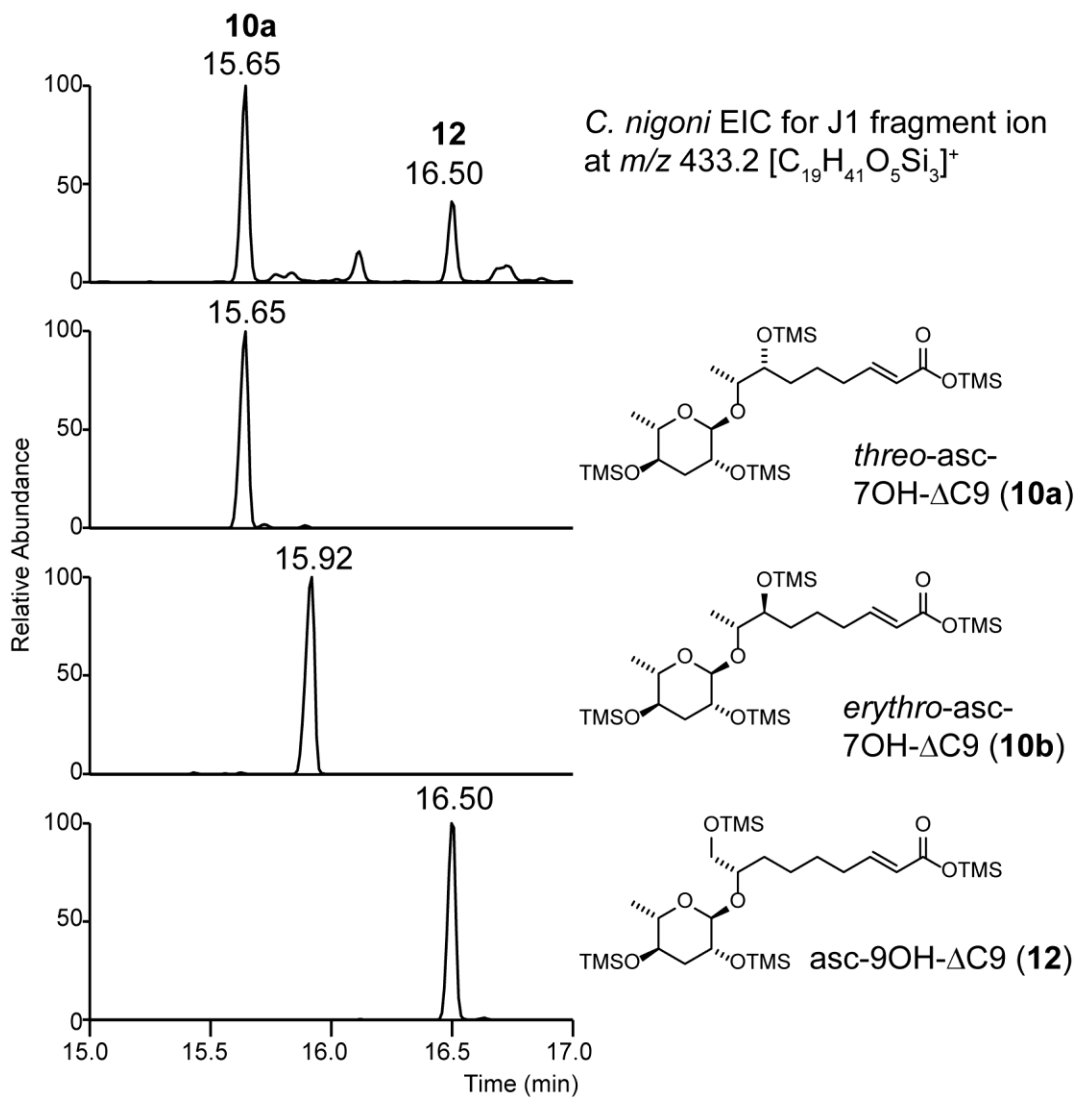 10a
15.65
12
16.50
100
50
0
C. nigoni EIC for J1 fragment ion
at m/z 433.2 [C₁₉H₄₁O₅Si₃]⁺
15.65
100
50
0
OTMS
O
OTMS
O
O
TMSO
OTMS
threo-asc-
7OH-ΔC9 (10a)
Relative Abundance
15.92
100
50
0
OTMS
O
OTMS
O
O
TMSO
OTMS
erythro-asc-
7OH-ΔC9 (10b)
16.50
100
50
0
OTMS
O
OTMS
O
O
TMSO
OTMS
asc-9OH-ΔC9 (12)
15.0
15.5
16.0
16.5
17.0
Time (min)